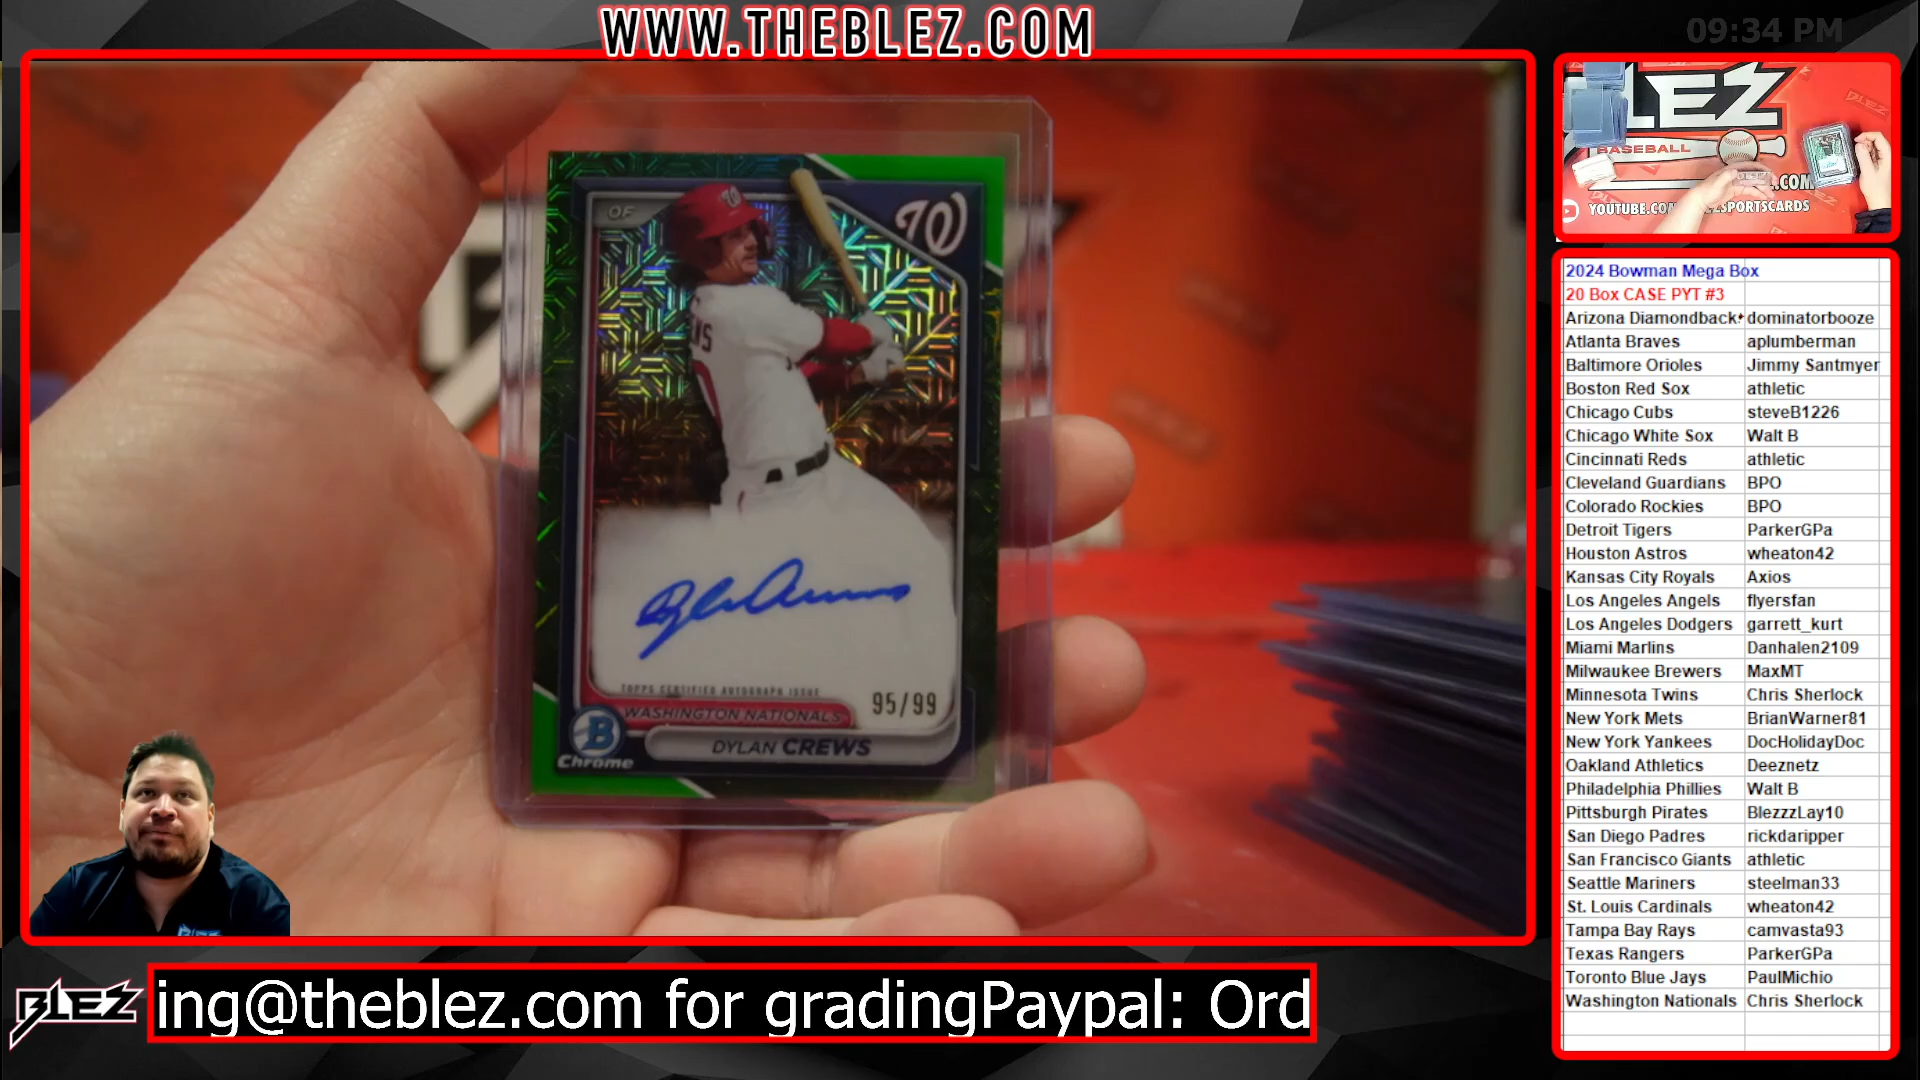 WWW.THEBLEZ.COM
09:34 PM
OF
W
TOPPS CERTIFIED AUTOGRAPH ISSUE
95/99
WASHINGTON NATIONALS
DYLAN CREWS
B
Chrome
BLEZ
BASEBALL
.COM
YOUTUBE.CO
SPORTSCARDS
2024 Bowman Mega Box
20 Box CASE PYT #3
Arizona Diamondback dominatorbooze
Atlanta Braves aplumberman
Baltimore Orioles Jimmy Santmyer
Boston Red Sox athletic
Chicago Cubs steveB1226
Chicago White Sox Walt B
Cincinnati Reds athletic
Cleveland Guardians BPO
Colorado Rockies BPO
Detroit Tigers ParkerGPa
Houston Astros wheaton42
Kansas City Royals Axios
Los Angeles Angels flyersfan
Los Angeles Dodgers garrett_kurt
Miami Marlins Danhalen2109
Milwaukee Brewers MaxMT
Minnesota Twins Chris Sherlock
New York Mets BrianWarner81
New York Yankees DocHolidayDoc
Oakland Athletics Deeznetz
Philadelphia Phillies Walt B
Pittsburgh Pirates BlezzzLay10
San Diego Padres rickdaripper
San Francisco Giants athletic
Seattle Mariners steelman33
St. Louis Cardinals wheaton42
Tampa Bay Rays camvasta93
Texas Rangers ParkerGPa
Toronto Blue Jays PaulMichio
Washington Nationals Chris Sherlock
BLEZ
ing@theblez.com for gradingPaypal: Ord